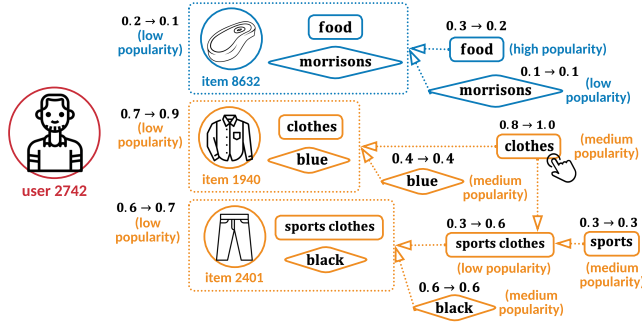 0.2 → 0.1
(low
popularity)
food
morrisons
item 8632
0.3 → 0.2
food
(high popularity)
0.1 → 0.1
morrisons
(low
popularity)
user 2742
0.7 → 0.9
(low
popularity)
clothes
blue
item 1940
0.8 → 1.0
clothes
(medium
popularity)
0.4 → 0.4
blue
(medium
popularity)
0.6 → 0.7
(low
popularity)
sports clothes
black
item 2401
0.3 → 0.6
sports clothes
(low popularity)
0.3 → 0.3
sports
(medium
popularity)
0.6 → 0.6
black
(medium
popularity)